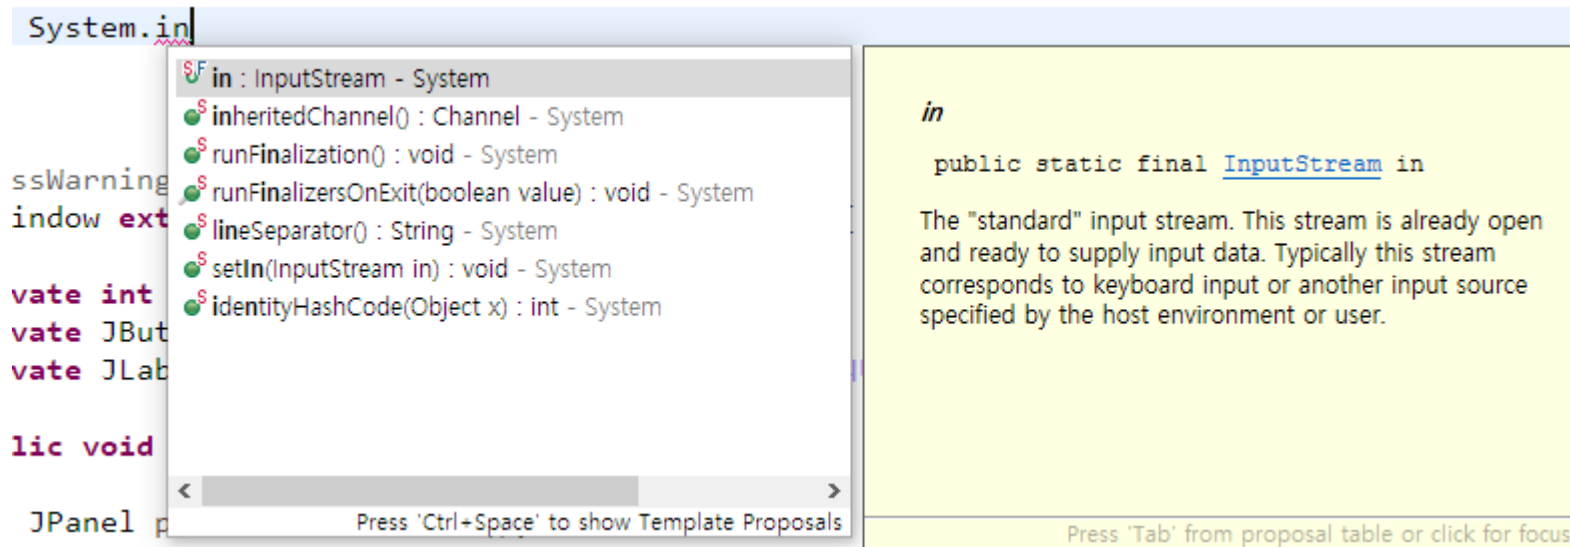 System.in
in : InputStream - System
inheritedChannel() : Channel - System
runFinalization() : void - System
runFinalizersOnExit(boolean value) : void - System
lineSeparator() : String - System
setIn(InputStream in) : void - System
identityHashCode(Object x) : int - System
Press 'Ctrl+Space' to show Template Proposals
in
public static final InputStream in
The "standard" input stream. This stream is already open
and ready to supply input data. Typically this stream
corresponds to keyboard input or another input source
specified by the host environment or user.
Press 'Tab' from proposal table or click for focus
ssWarning
indow ext
vate int
vate JBut
vate JLab
lic void
JPanel p